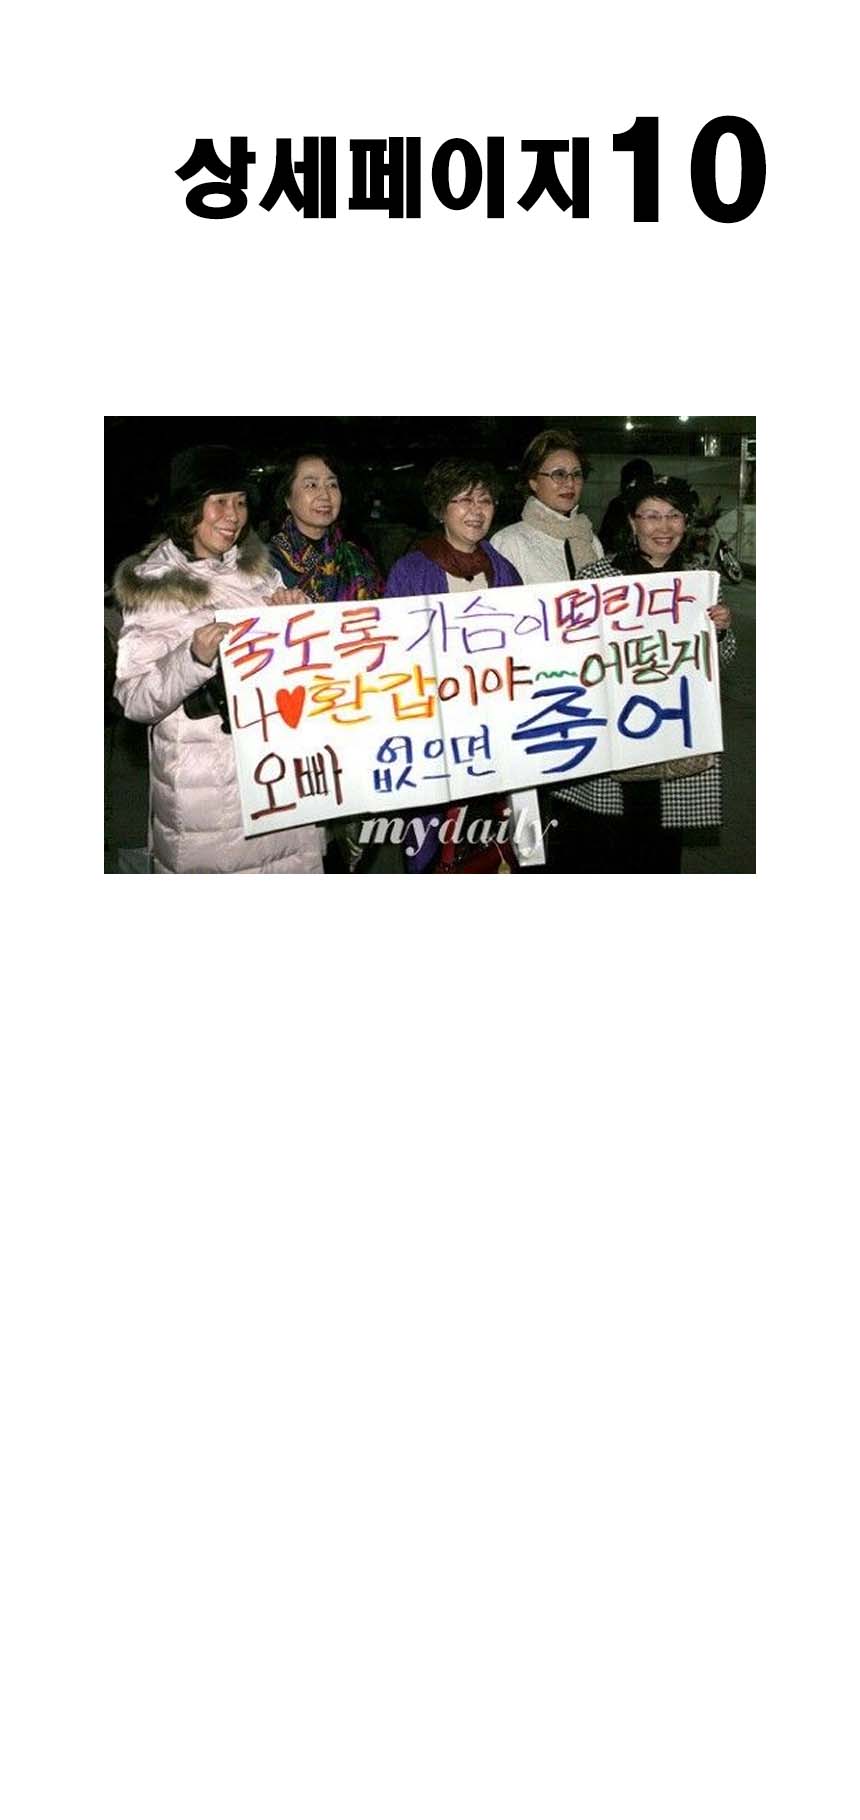 상세페이지10
죽도록 가슴이 떨린다
나♥환갑이야~어떻게
오빠 없으면 죽어
mydaily